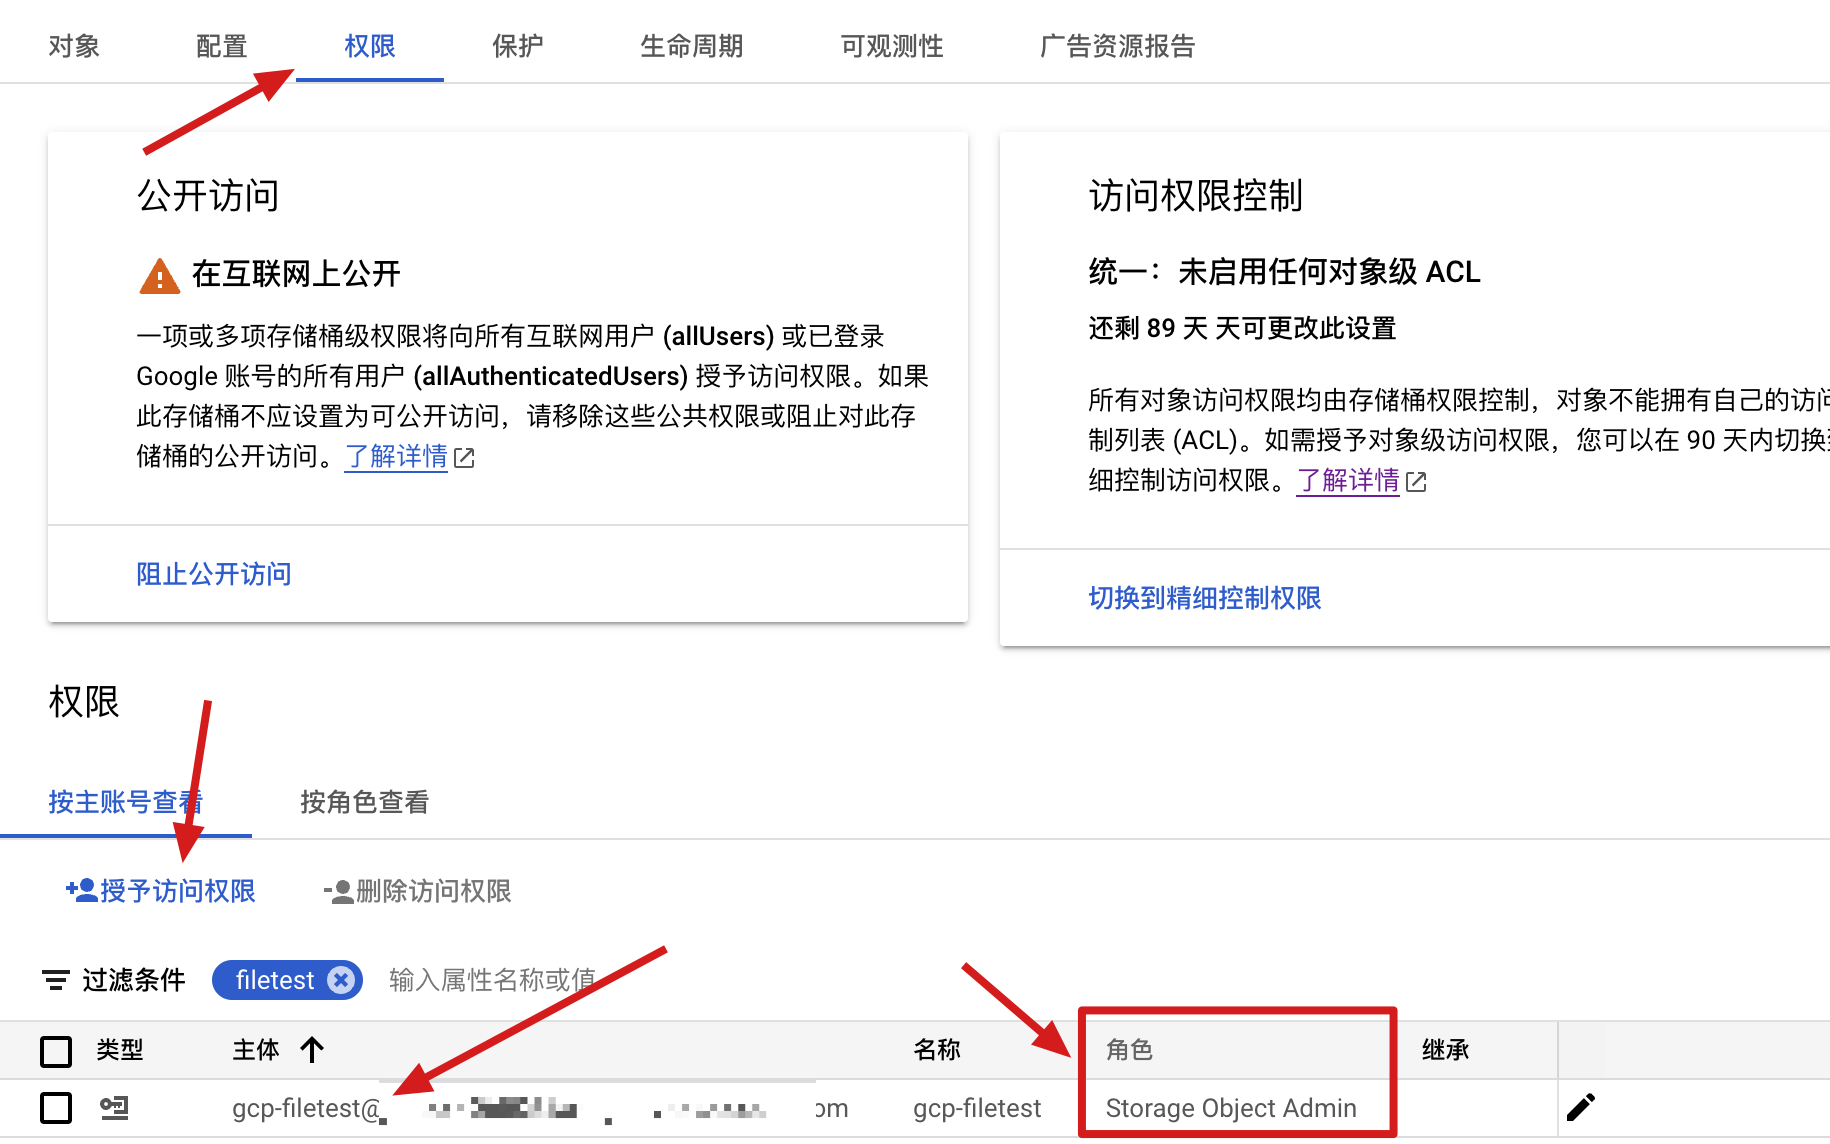 对象 配置 权限 保护 生命周期 可观测性 广告资源报告
公开访问
在互联网上公开
一项或多项存储桶级权限将向所有互联网用户 (allUsers) 或已登录
Google 账号的所有用户 (allAuthenticatedUsers) 授予访问权限。如果
此存储桶不应设置为可公开访问，请移除这些公共权限或阻止对此存
储桶的公开访问。了解详情
阻止公开访问
访问权限控制
统一：未启用任何对象级 ACL
还剩 89 天 天可更改此设置
所有对象访问权限均由存储桶权限控制，对象不能拥有自己的访问
制列表 (ACL)。如需授予对象级访问权限，您可以在 90 天内切换到
细控制访问权限。了解详情
切换到精细控制权限
权限
按主账号查看 按角色查看
授予访问权限 删除访问权限
过滤条件 filetest 输入属性名称或值
类型 主体 名称 角色 继承
gcp-filetest@ om gcp-filetest Storage Object Admin